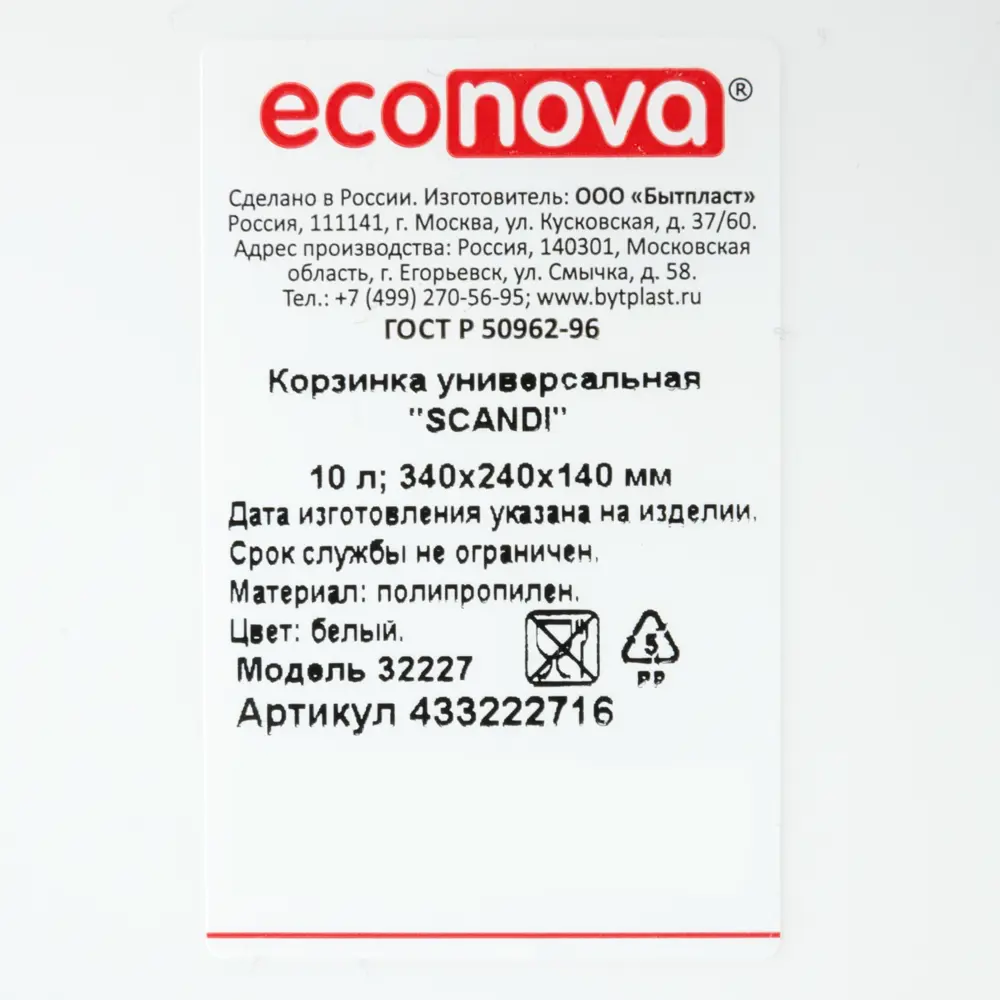 econova®
Сделано в России. Изготовитель: ООО «Бытпласт»
Россия, 111141, г. Москва, ул. Кусковская, д. 37/60.
Адрес производства: Россия, 140301, Московская
область, г. Егорьевск, ул. Смычка, д. 58.
Тел.: +7 (499) 270-56-95; www.bytplast.ru
ГОСТ Р 50962-96
Корзинка универсальная
"SCANDI"
10 л; 340х240х140 мм
Дата изготовления указана на изделии.
Срок службы не ограничен.
Материал: полипропилен.
Цвет: белый.
5
PP
Модель 32227
Артикул 433222716